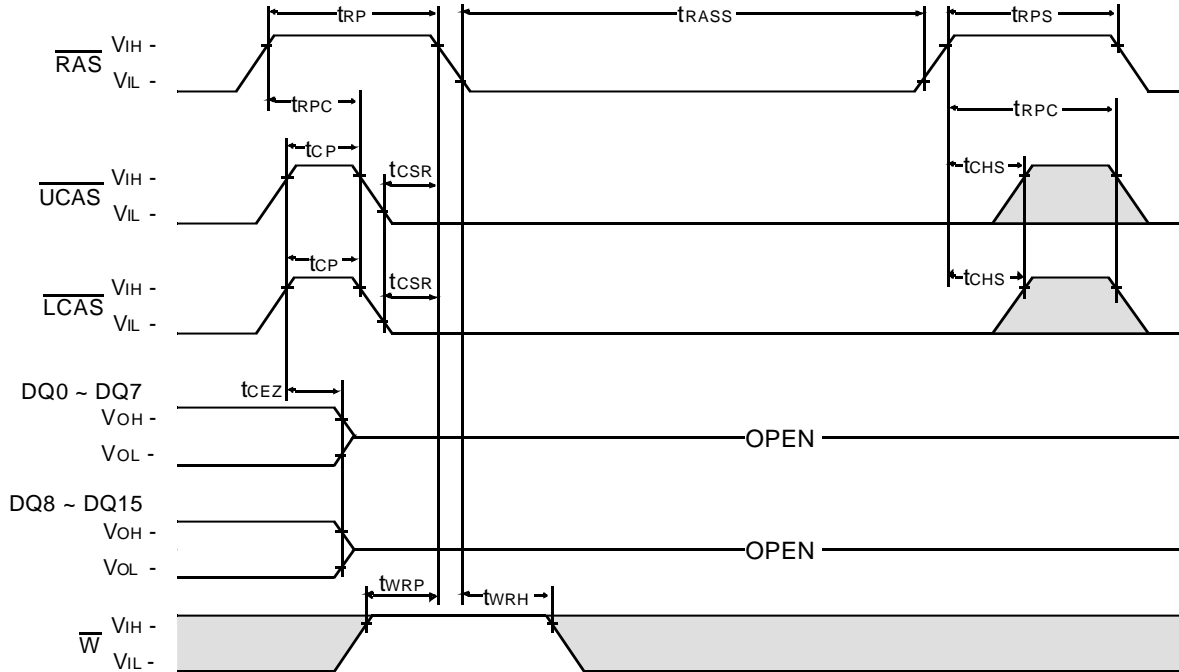 tRP tRASS tRPS
RAS VIH -
VIL -
tRPC tRPC
tCP tCSR tCHS
UCAS VIH -
VIL -
tCP tCSR tCHS
LCAS VIH -
VIL -
tCEZ
DQ0 ~ DQ7
VOH -
VOL -
OPEN
DQ8 ~ DQ15
VOH -
VOL -
OPEN
tWRP tWRH
W VIH -
VIL -